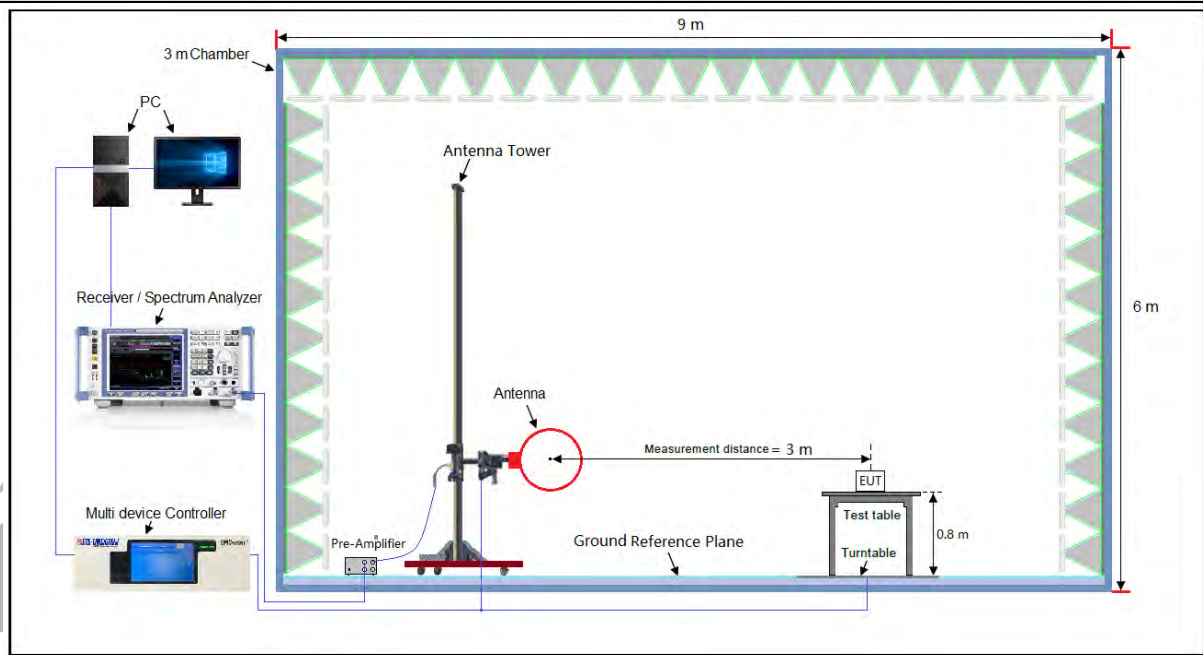 9 m
3 m Chamber
PC
Antenna Tower
Receiver / Spectrum Analyzer
6 m
Antenna
Measurement distance = 3 m
EUT
Multi device Controller
Test table
0.8 m
Pre-Amplifier
Ground Reference Plane
Turntable